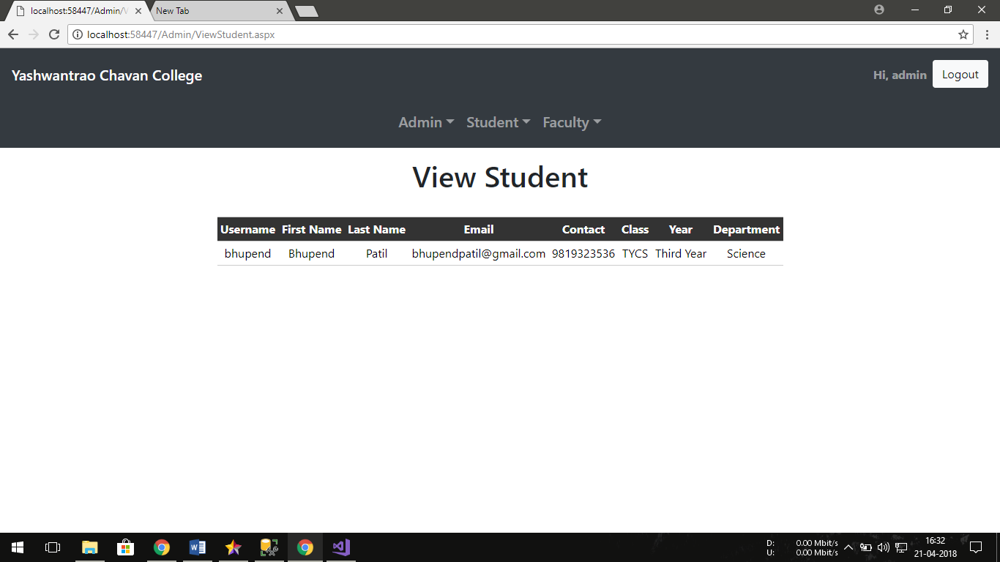 localhost:58447/Admin/V
New Tab
localhost:58447/Admin/ViewStudent.aspx
Yashwantrao Chavan College
Hi, admin
Logout
Admin Student Faculty
View Student
Username First Name Last Name Email Contact Class Year Department
bhupend Bhupend Patil bhupendpatil@gmail.com 9819323536 TYCS Third Year Science
D: 0.00 Mbit/s
U: 0.00 Mbit/s
16:32
21-04-2018